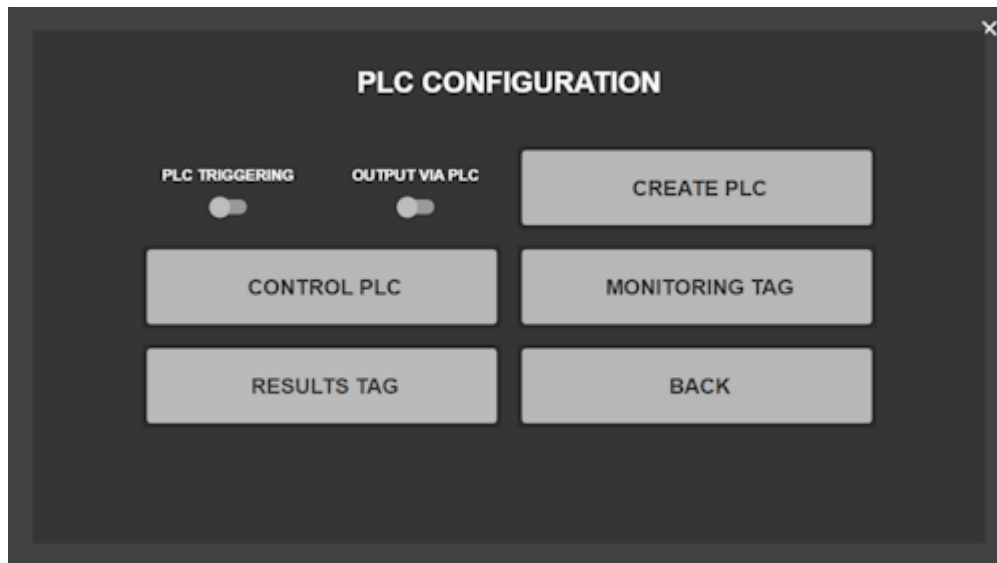 PLC CONFIGURATION
PLC TRIGGERING
OUTPUT VIA PLC
CREATE PLC
CONTROL PLC
MONITORING TAG
RESULTS TAG
BACK